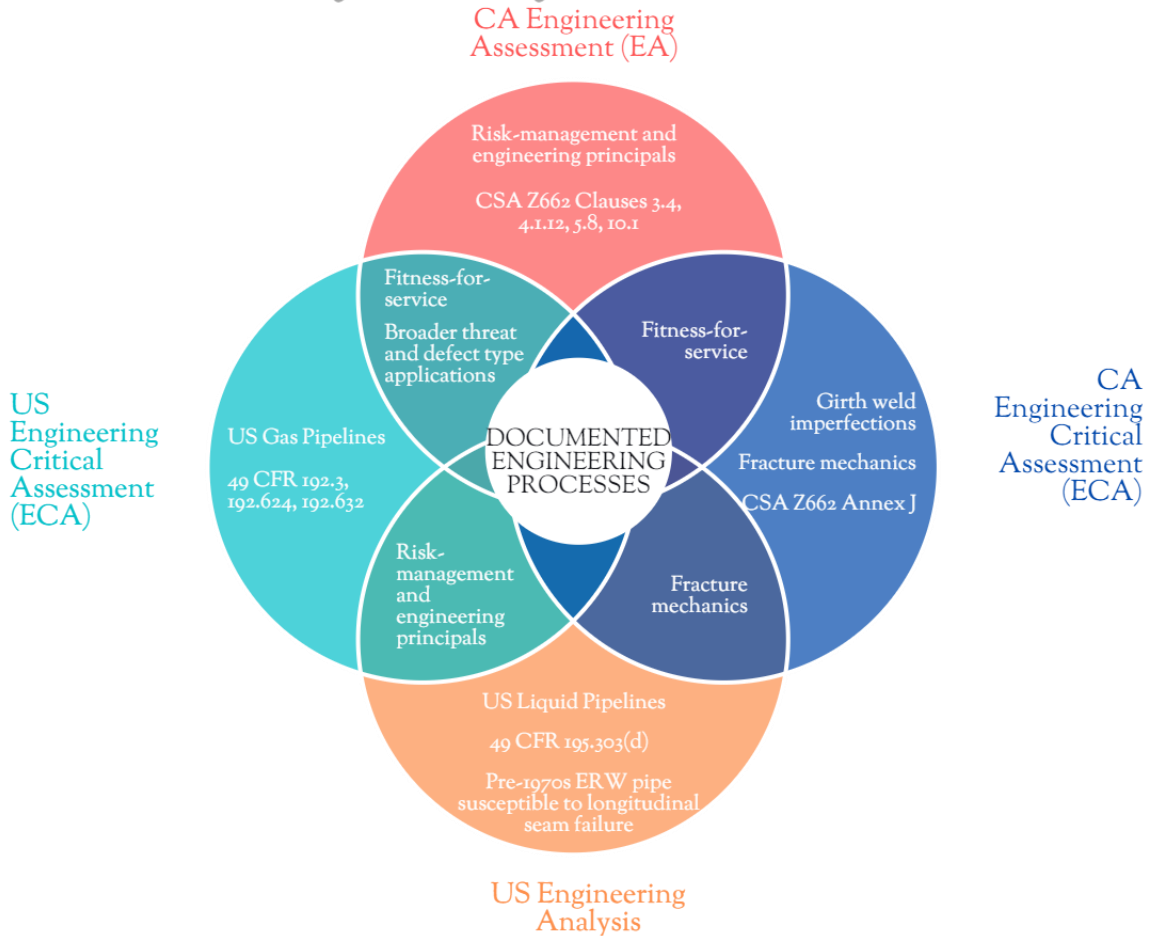 CA Engineering
Assessment (EA)
Risk-management and
engineering principals
CSA Z662 Clauses 3.4,
4.1.12, 5.8, 10.1
Fitness-for-
service
Broader threat
and defect type
applications
Fitness-for-
service
US
Engineering
Critical
Assessment
(ECA)
US Gas Pipelines
49 CFR 192.3,
192.624, 192.632
DOCUMENTED
ENGINEERING
PROCESSES
Girth weld
imperfections
Fracture mechanics
CSA Z662 Annex J
CA
Engineering
Critical
Assessment
(ECA)
Risk-
management
and
engineering
principals
Fracture
mechanics
US Liquid Pipelines
49 CFR 195.303(d)
Pre-1970s ERW pipe
susceptible to longitudinal
seam failure
US Engineering
Analysis